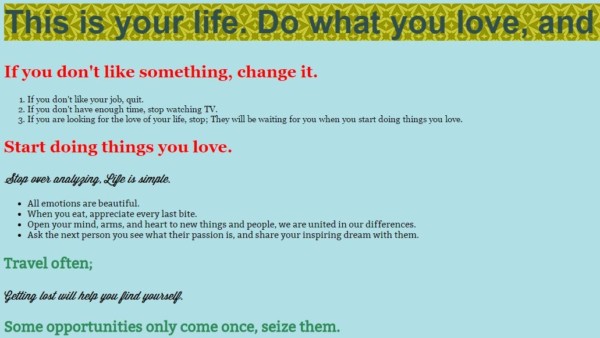 This is your life. Do what you love, and
If you don't like something, change it.
1. If you don't like your job, quit.
2. If you don't have enough time, stop watching TV.
3. If you are looking for the love of your life, stop; They will be waiting for you when you start doing things you love.
Start doing things you love.
Stop over analyzing, Life is simple.
• All emotions are beautiful.
• When you eat, appreciate every last bite.
• Open your mind, arms, and heart to new things and people, we are united in our differences.
• Ask the next person you see what their passion is, and share your inspiring dream with them.
Travel often;
Getting lost will help you find yourself.
Some opportunities only come once, seize them.